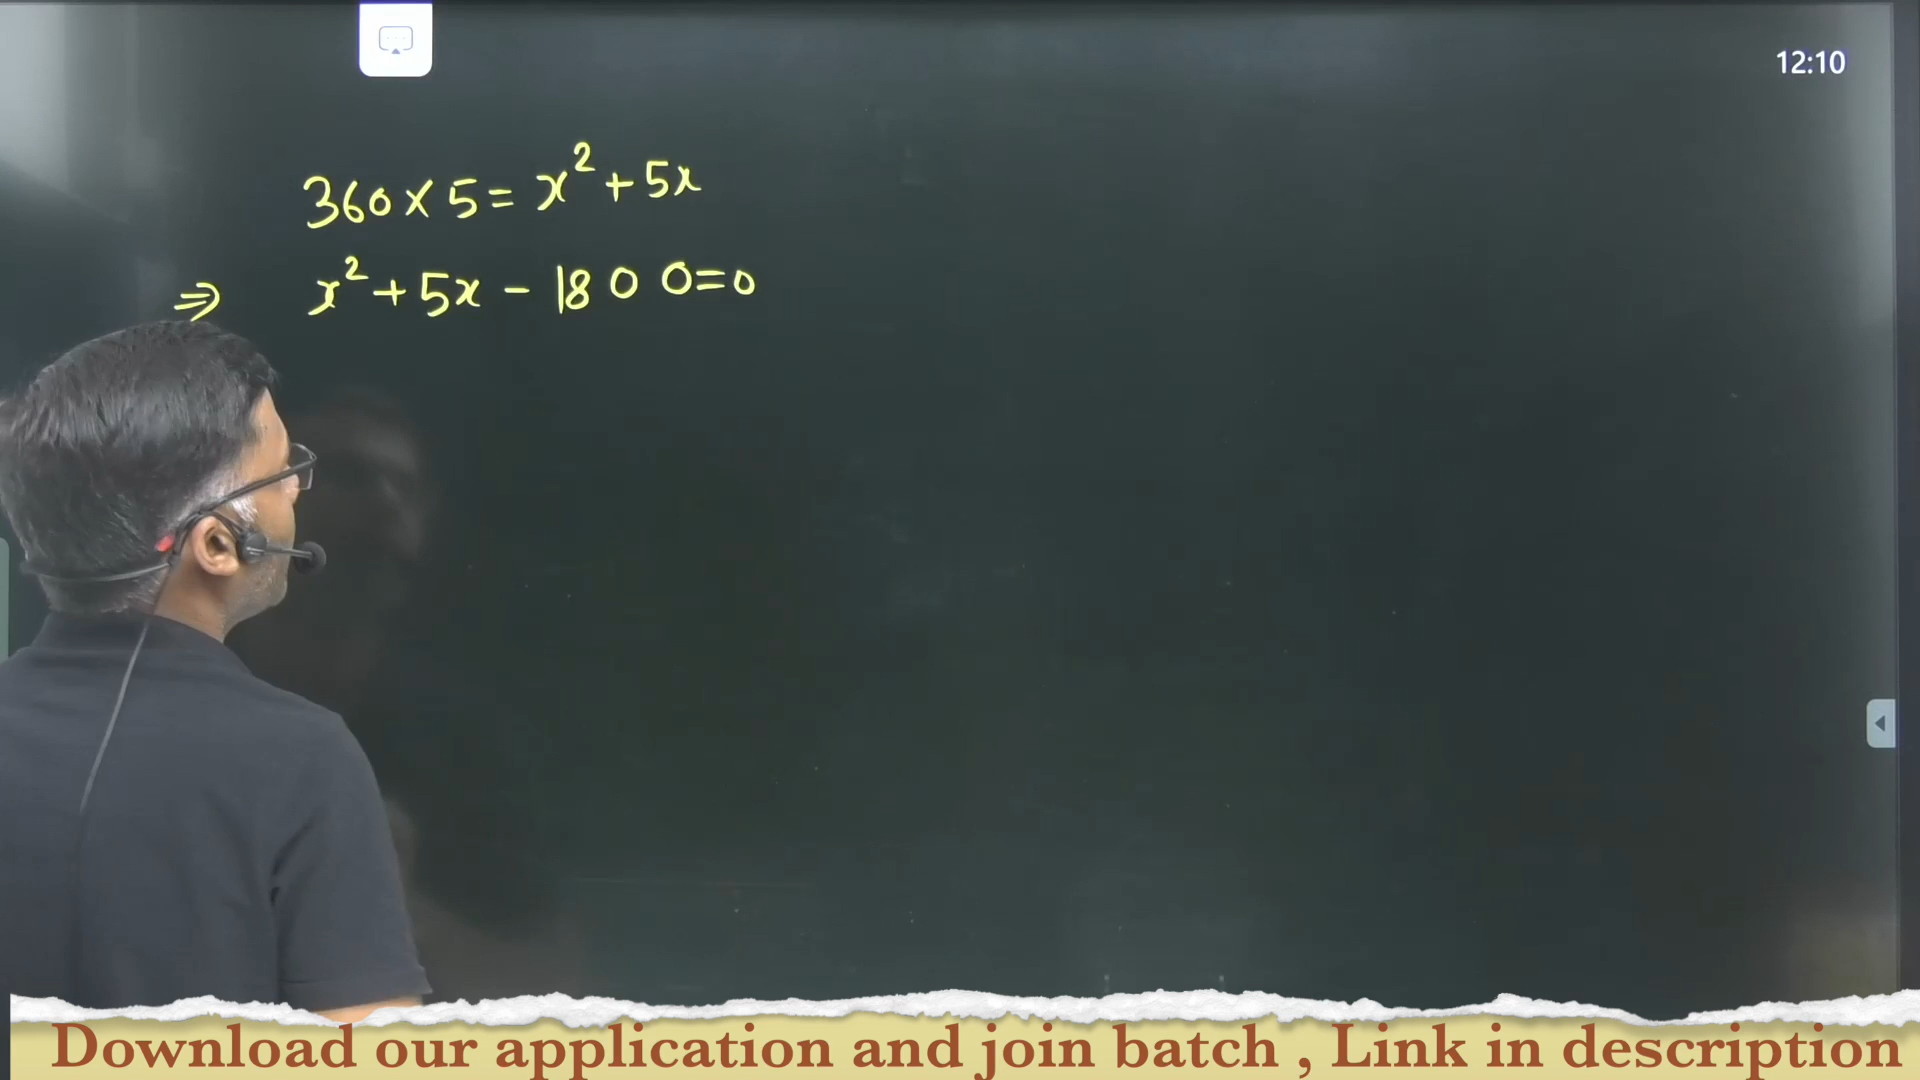 12:10
360 × 5 = x² + 5x
⇒ x² + 5x - 1800 = 0
Download our application and join batch , Link in description